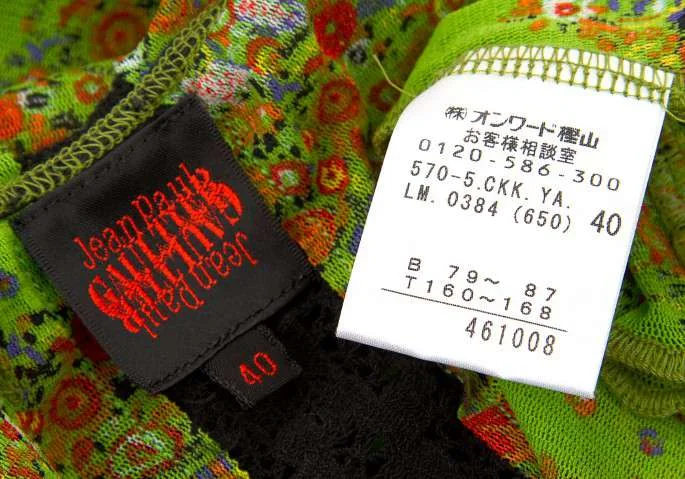 Jean Paul
GAULTIER
GAULTIER
Jean Paul
40
㈱オンワード樫山
お客様相談室
0120-586-300
570-5.CKK.YA.
LM. 0384 (650) 40
B 79～ 87
T160～168
461008